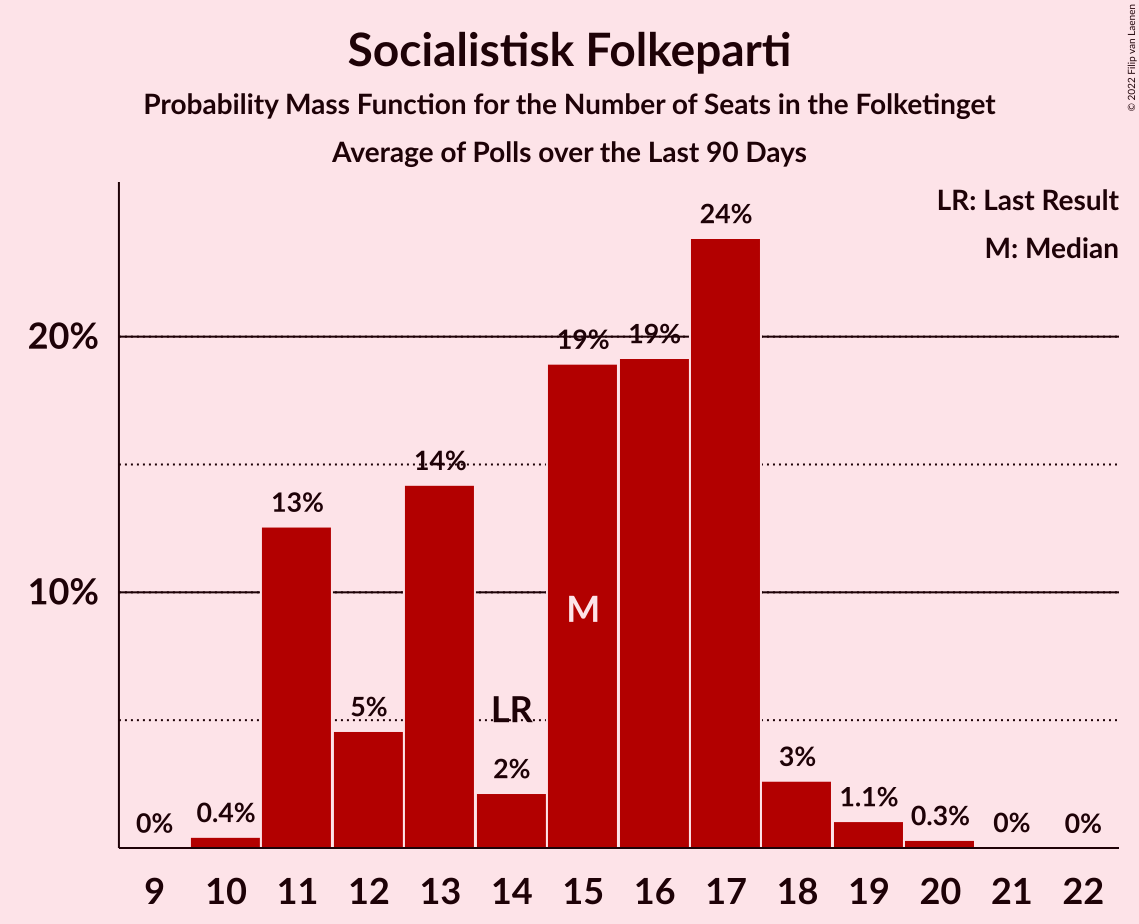 © 2022 Filip van Laenen
Socialistisk Folkeparti
Probability Mass Function for the Number of Seats in the Folketinget
Average of Polls over the Last 90 Days
LR: Last Result
M: Median
20%
10%
0%
0.4%
13%
5%
14%
2%
LR
19%
M
19%
24%
3%
1.1%
0.3%
0%
0%
9 10 11 12 13 14 15 16 17 18 19 20 21 22